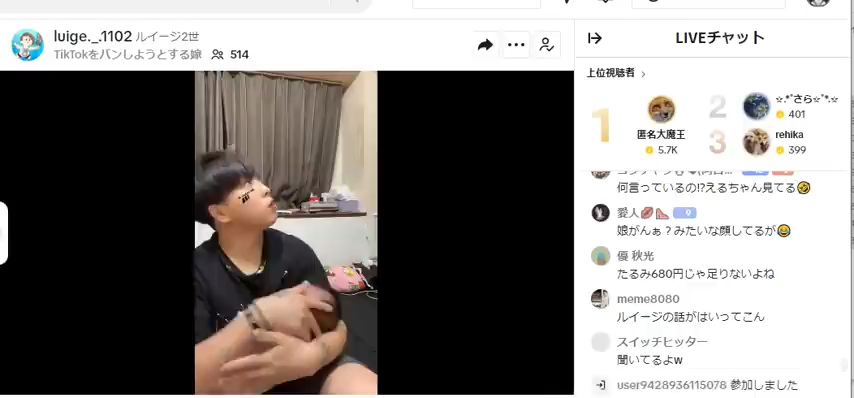 luige._.1102 ルイージ2世
TikTokをバンしようとする嫁 514
LIVEチャット
上位視聴者
1
匿名大魔王
5.7K
2
☆.*ﾟさら☆ﾟ*.☆
401
3
rehika
399
何言っているの!?えるちゃん見てる🤣
愛人💋👠 9
娘がんぁ？みたいな顔してるが😂
優 秋光
たるみ680円じゃ足りないよね
meme8080
ルイージの話がはいってこん
スイッチヒッター
聞いてるよw
user9428936115078 参加しました